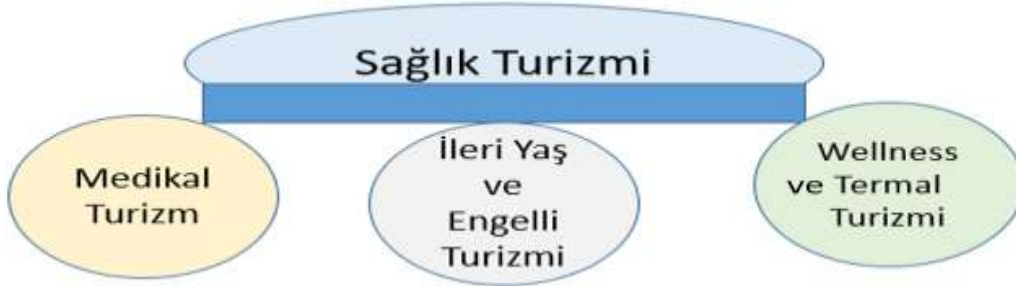 Sağlık Turizmi
Medikal
Turizm
İleri Yaş
ve
Engelli
Turizmi
Wellness
ve Termal
Turizmi